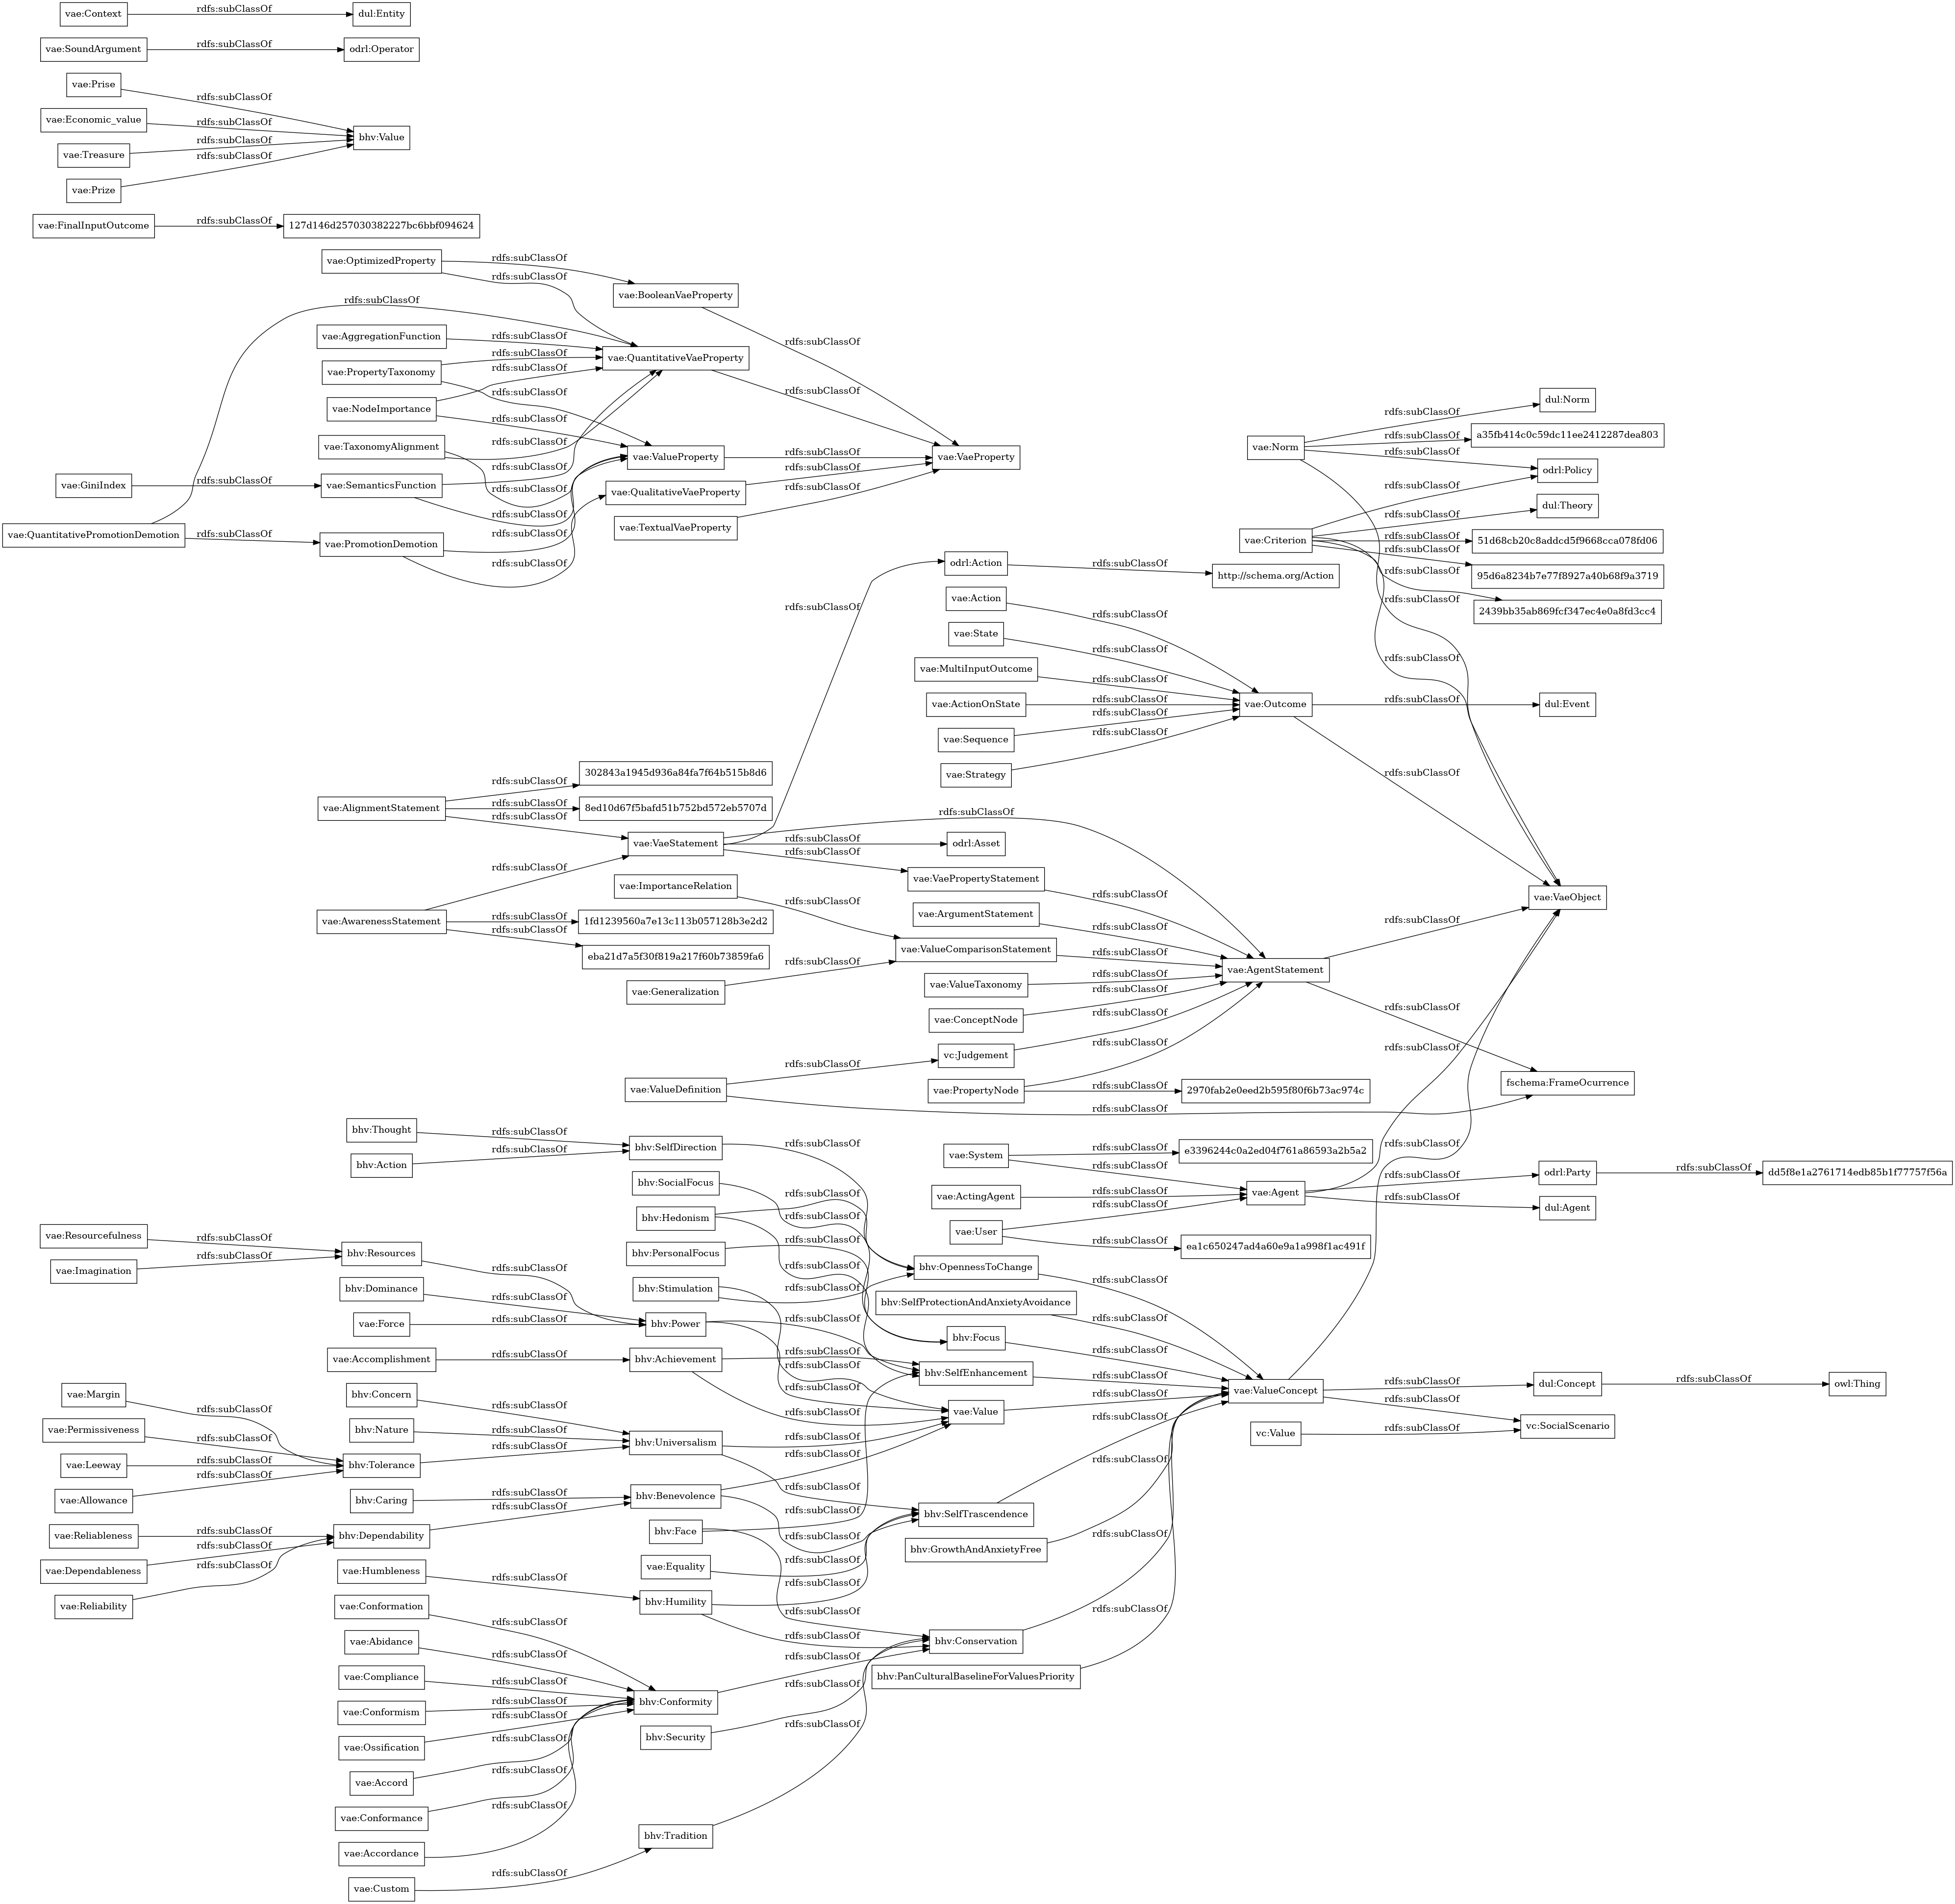 vae:Context
rdfs:subClassOf
dul:Entity
vae:SoundArgument
rdfs:subClassOf
odrl:Operator
vae:Prise
rdfs:subClassOf
vae:Economic_value
rdfs:subClassOf
bhv:Value
vae:Treasure
rdfs:subClassOf
vae:Prize
rdfs:subClassOf
vae:FinalInputOutcome
rdfs:subClassOf
127d146d257030382227bc6bbf094624
vae:OptimizedProperty
rdfs:subClassOf
rdfs:subClassOf
vae:BooleanVaeProperty
rdfs:subClassOf
rdfs:subClassOf
vae:AggregationFunction
rdfs:subClassOf
vae:QuantitativeVaeProperty
rdfs:subClassOf
vae:PropertyTaxonomy
rdfs:subClassOf
rdfs:subClassOf
vae:NodeImportance
rdfs:subClassOf
rdfs:subClassOf
vae:TaxonomyAlignment
rdfs:subClassOf
rdfs:subClassOf
vae:ValueProperty
rdfs:subClassOf
vae:VaeProperty
vae:GiniIndex
rdfs:subClassOf
vae:SemanticsFunction
rdfs:subClassOf
rdfs:subClassOf
vae:QualitativeVaeProperty
rdfs:subClassOf
vae:TextualVaeProperty
rdfs:subClassOf
vae:QuantitativePromotionDemotion
rdfs:subClassOf
vae:PromotionDemotion
rdfs:subClassOf
rdfs:subClassOf
vae:Norm
rdfs:subClassOf
dul:Norm
rdfs:subClassOf
a35fb414c0c59dc11ee2412287dea803
rdfs:subClassOf
odrl:Policy
rdfs:subClassOf
vae:Criterion
rdfs:subClassOf
dul:Theory
rdfs:subClassOf
51d68cb20c8addcd5f9668cca078fd06
rdfs:subClassOf
95d6a8234b7e77f8927a40b68f9a3719
rdfs:subClassOf
2439bb35ab869fcf347ec4e0a8fd3cc4
rdfs:subClassOf
rdfs:subClassOf
odrl:Action
rdfs:subClassOf
http://schema.org/Action
rdfs:subClassOf
vae:Action
rdfs:subClassOf
vae:State
rdfs:subClassOf
vae:MultiInputOutcome
rdfs:subClassOf
vae:ActionOnState
rdfs:subClassOf
vae:Outcome
rdfs:subClassOf
dul:Event
vae:Sequence
rdfs:subClassOf
vae:Strategy
rdfs:subClassOf
rdfs:subClassOf
vae:AlignmentStatement
rdfs:subClassOf
302843a1945d936a84fa7f64b515b8d6
rdfs:subClassOf
8ed10d67f5bafd51b752bd572eb5707d
rdfs:subClassOf
vae:VaeStatement
rdfs:subClassOf
rdfs:subClassOf
odrl:Asset
rdfs:subClassOf
vae:VaePropertyStatement
rdfs:subClassOf
vae:AwarenessStatement
rdfs:subClassOf
rdfs:subClassOf
1fd1239560a7e13c113b057128b3e2d2
rdfs:subClassOf
eba21d7a5f30f819a217f60b73859fa6
vae:ImportanceRelation
rdfs:subClassOf
vae:ArgumentStatement
rdfs:subClassOf
vae:ValueComparisonStatement
rdfs:subClassOf
vae:Generalization
rdfs:subClassOf
vae:ValueTaxonomy
rdfs:subClassOf
vae:AgentStatement
rdfs:subClassOf
vae:VaeObject
rdfs:subClassOf
vae:ConceptNode
rdfs:subClassOf
vc:Judgement
rdfs:subClassOf
vae:ValueDefinition
rdfs:subClassOf
rdfs:subClassOf
vae:PropertyNode
rdfs:subClassOf
rdfs:subClassOf
2970fab2e0eed2b595f80f6b73ac974c
fschema:FrameOcurrence
bhv:Thought
rdfs:subClassOf
bhv:Action
rdfs:subClassOf
bhv:SelfDirection
rdfs:subClassOf
vae:System
rdfs:subClassOf
e3396244c0a2ed04f761a86593a2b5a2
rdfs:subClassOf
vae:ActingAgent
rdfs:subClassOf
vae:Agent
rdfs:subClassOf
rdfs:subClassOf
odrl:Party
rdfs:subClassOf
dd5f8e1a2761714edb85b1f77757f56a
rdfs:subClassOf
dul:Agent
vae:User
rdfs:subClassOf
rdfs:subClassOf
ea1c650247ad4a60e9a1a998f1ac491f
bhv:SocialFocus
rdfs:subClassOf
bhv:Hedonism
rdfs:subClassOf
rdfs:subClassOf
bhv:PersonalFocus
rdfs:subClassOf
bhv:Stimulation
rdfs:subClassOf
rdfs:subClassOf
vae:Resourcefulness
rdfs:subClassOf
vae:Imagination
rdfs:subClassOf
bhv:Resources
rdfs:subClassOf
bhv:Dominance
rdfs:subClassOf
vae:Force
rdfs:subClassOf
bhv:Power
rdfs:subClassOf
rdfs:subClassOf
bhv:OpennessToChange
rdfs:subClassOf
bhv:SelfProtectionAndAnxietyAvoidance
rdfs:subClassOf
bhv:Focus
rdfs:subClassOf
vae:Accomplishment
rdfs:subClassOf
bhv:Achievement
rdfs:subClassOf
rdfs:subClassOf
bhv:SelfEnhancement
rdfs:subClassOf
vae:Value
rdfs:subClassOf
vae:ValueConcept
rdfs:subClassOf
rdfs:subClassOf
dul:Concept
rdfs:subClassOf
owl:Thing
rdfs:subClassOf
vc:Value
rdfs:subClassOf
vc:SocialScenario
vae:Margin
rdfs:subClassOf
vae:Permissiveness
rdfs:subClassOf
vae:Leeway
rdfs:subClassOf
vae:Allowance
rdfs:subClassOf
bhv:Concern
rdfs:subClassOf
bhv:Nature
rdfs:subClassOf
bhv:Tolerance
rdfs:subClassOf
bhv:Universalism
rdfs:subClassOf
rdfs:subClassOf
bhv:Caring
rdfs:subClassOf
bhv:Benevolence
rdfs:subClassOf
rdfs:subClassOf
vae:Reliableness
rdfs:subClassOf
vae:Dependableness
rdfs:subClassOf
vae:Reliability
rdfs:subClassOf
bhv:Dependability
rdfs:subClassOf
bhv:Face
rdfs:subClassOf
rdfs:subClassOf
vae:Equality
rdfs:subClassOf
bhv:SelfTrascendence
rdfs:subClassOf
bhv:GrowthAndAnxietyFree
rdfs:subClassOf
vae:Humbleness
rdfs:subClassOf
bhv:Humility
rdfs:subClassOf
rdfs:subClassOf
bhv:Conservation
rdfs:subClassOf
bhv:PanCulturalBaselineForValuesPriority
rdfs:subClassOf
vae:Conformation
rdfs:subClassOf
vae:Abidance
rdfs:subClassOf
vae:Compliance
rdfs:subClassOf
vae:Conformism
rdfs:subClassOf
bhv:Conformity
rdfs:subClassOf
vae:Ossification
rdfs:subClassOf
bhv:Security
rdfs:subClassOf
vae:Accord
rdfs:subClassOf
vae:Conformance
rdfs:subClassOf
vae:Accordance
rdfs:subClassOf
bhv:Tradition
rdfs:subClassOf
vae:Custom
rdfs:subClassOf